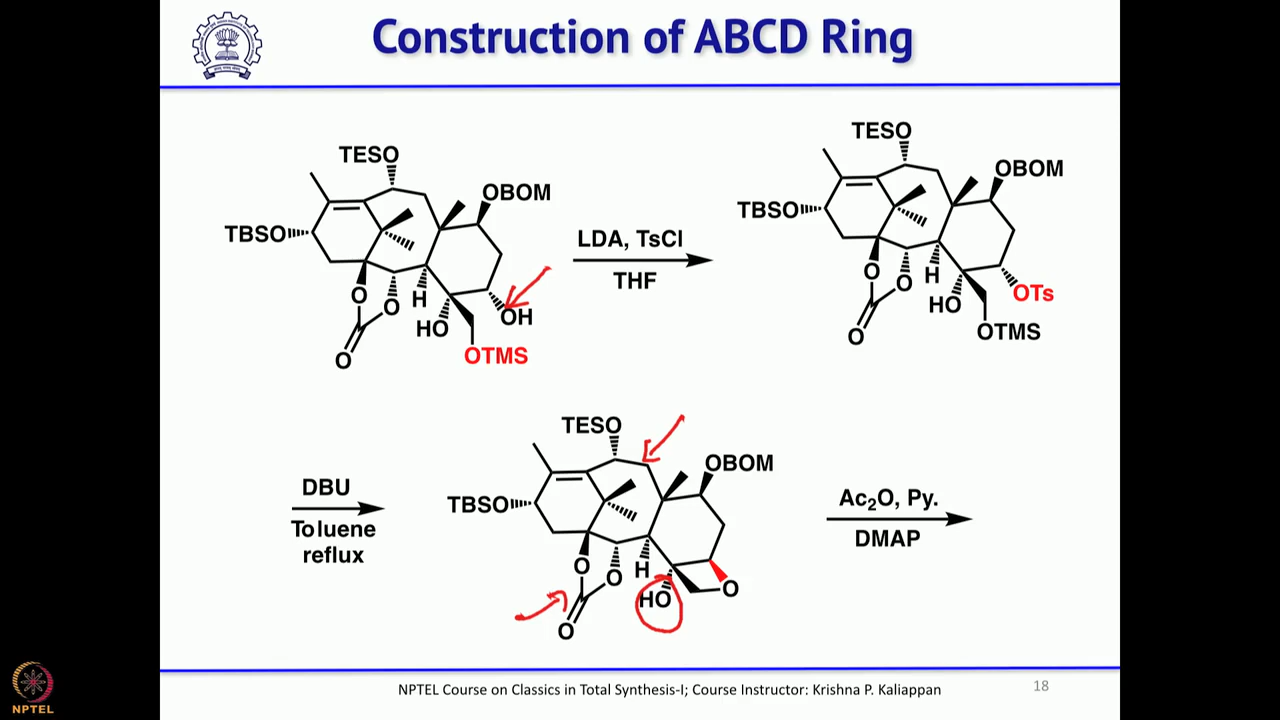 Construction of ABCD Ring
TESO
OBOM
TBSO
O
O
H
HO
OH
O
OTMS
LDA, TsCl
THF
TESO
OBOM
TBSO
O
O
H
HO
OTs
O
OTMS
DBU
Toluene
reflux
TESO
OBOM
TBSO
O
O
H
HO
O
O
Ac2O, Py.
DMAP
NPTEL Course on Classics in Total Synthesis-I; Course Instructor: Krishna P. Kaliappan
18
NPTEL